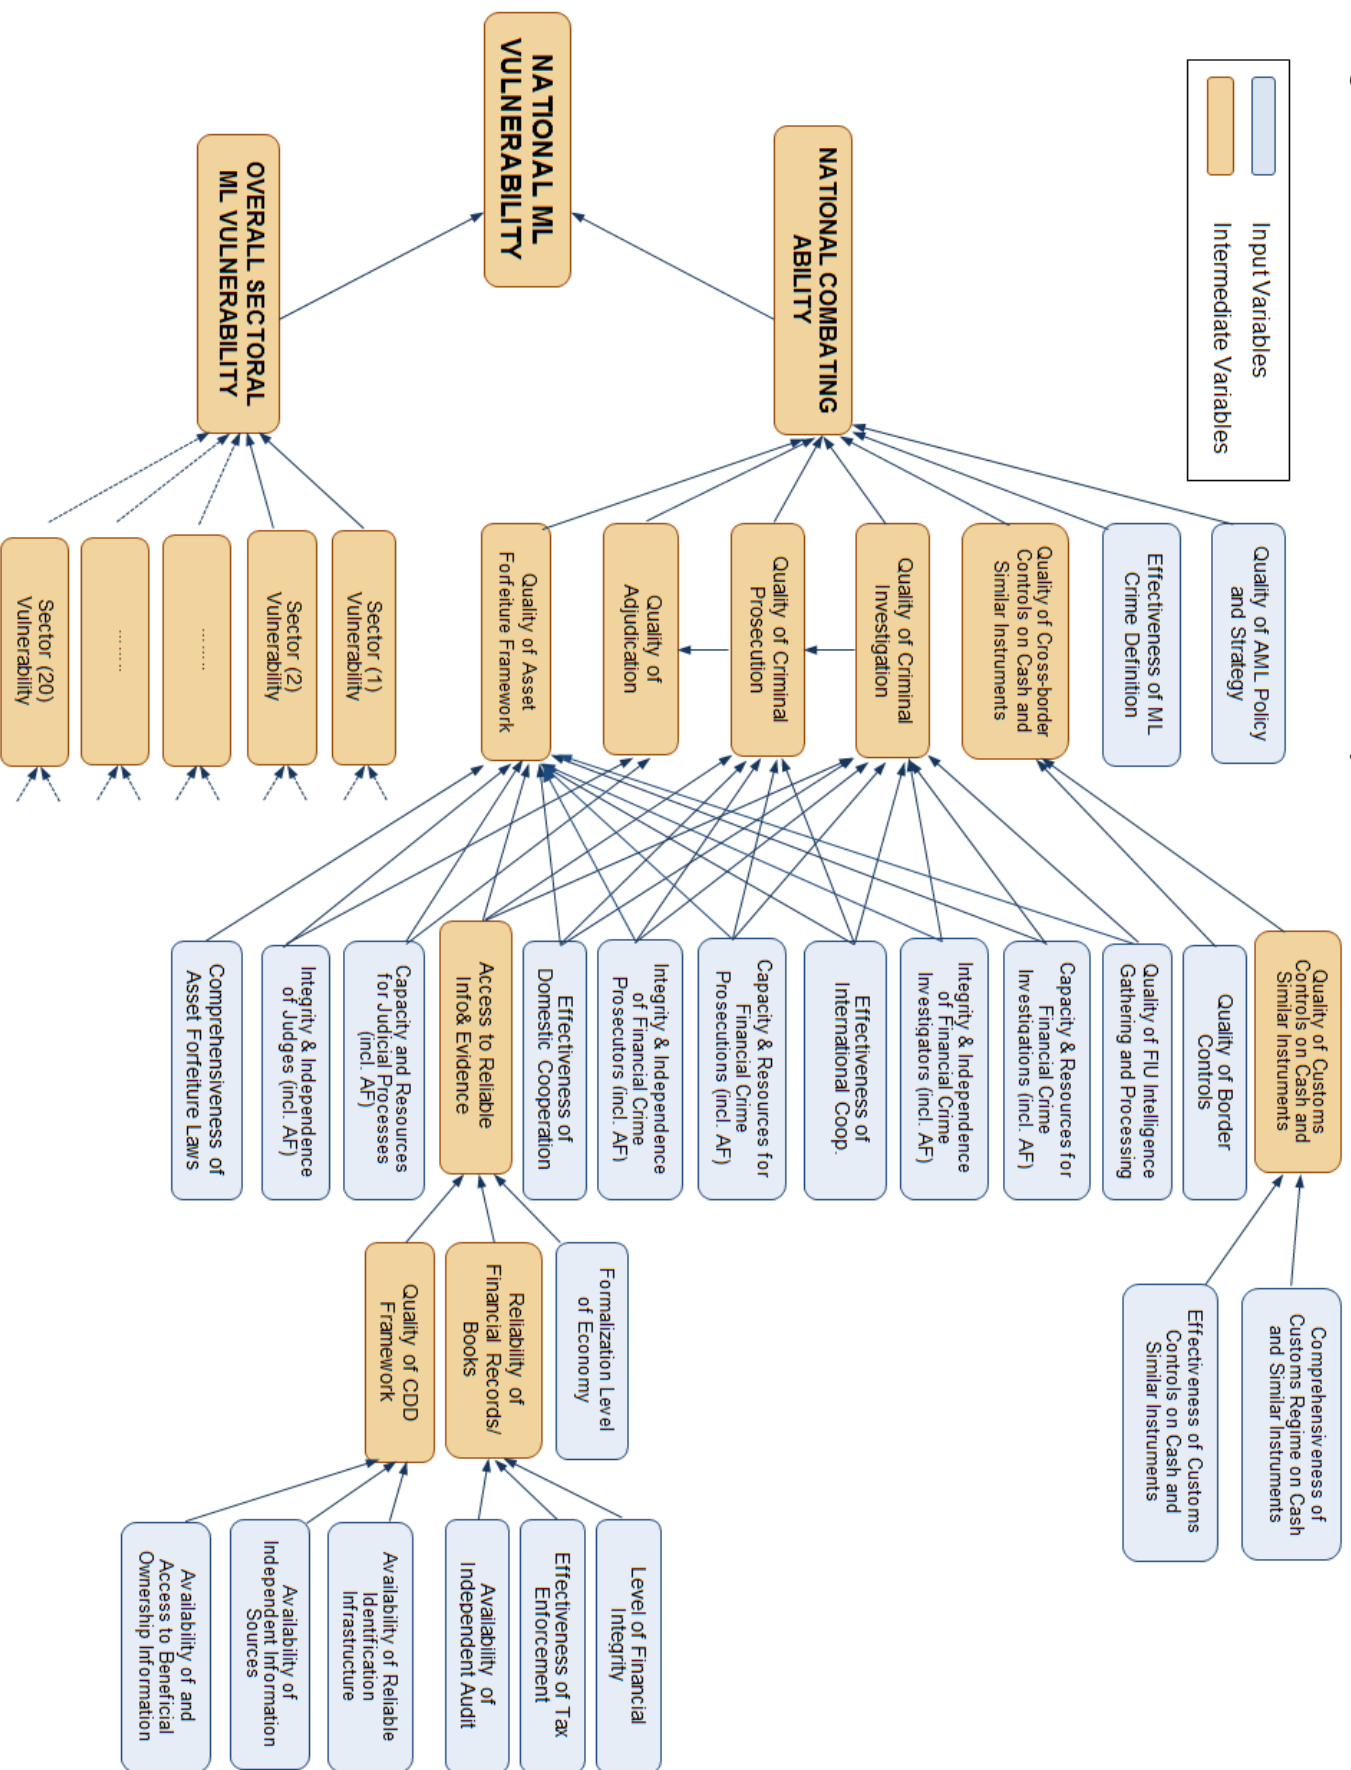 Input Variables
Intermediate Variables
NATIONAL ML
VULNERABILITY
NATIONAL COMBATING
ABILITY
OVERALL SECTORAL
ML VULNERABILITY
Quality of AML Policy
and Strategy
Effectiveness of ML
Crime Definition
Quality of Cross-border
Controls on Cash and
Similar Instruments
Quality of Criminal
Investigation
Quality of Criminal
Prosecution
Quality of
Adjudication
Quality of Asset
Forfeiture Framework
Sector (1)
Vulnerability
Sector (2)
Vulnerability
.........
.........
Sector (20)
Vulnerability
Quality of Customs
Controls on Cash and
Similar Instruments
Quality of Border
Controls
Quality of FIU Intelligence
Gathering and Processing
Capacity & Resources for
Financial Crime
Investigations (incl. AF)
Integrity & Independence
of Financial Crime
Investigators (incl. AF)
Effectiveness of
International Coop.
Capacity & Resources for
Financial Crime
Prosecutions (incl. AF)
Integrity & Independence
of Financial Crime
Prosecutors (incl. AF)
Effectiveness of
Domestic Cooperation
Access to Reliable
Info& Evidence
Capacity and Resources
for Judicial Processes
(incl. AF)
Integrity & Independence
of Judges (incl. AF)
Comprehensiveness of
Asset Forfeiture Laws
Comprehensiveness of
Customs Regime on Cash
and Similar Instruments
Effectiveness of Customs
Controls on Cash and
Similar Instruments
Formalization Level
of Economy
Reliability of
Financial Records/
Books
Quality of CDD
Framework
Level of Financial
Integrity
Effectiveness of Tax
Enforcement
Availability of
Independent Audit
Availability of Reliable
Identification
Infrastructure
Availability of
Independent Information
Sources
Availability of and
Access to Beneficial
Ownership Information